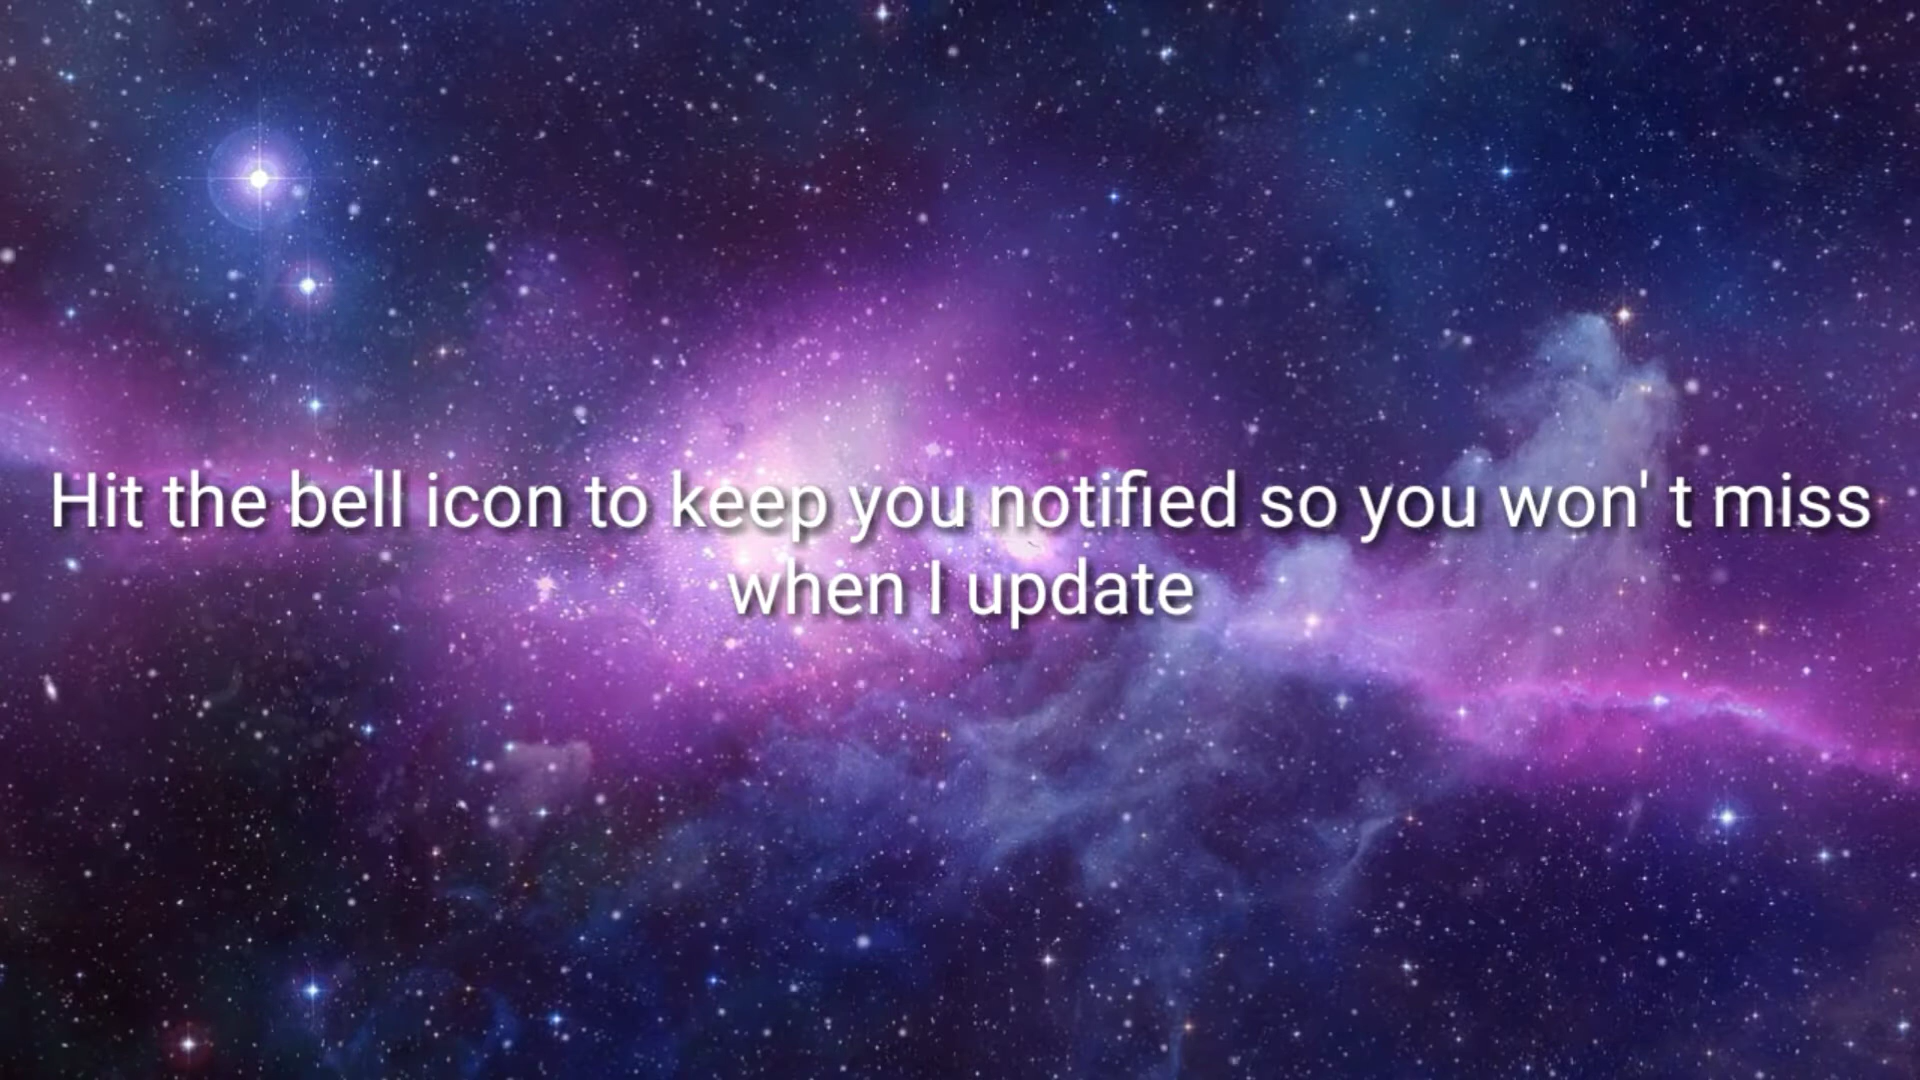 Hit the bell icon to keep you notified so you won' t miss
when I update